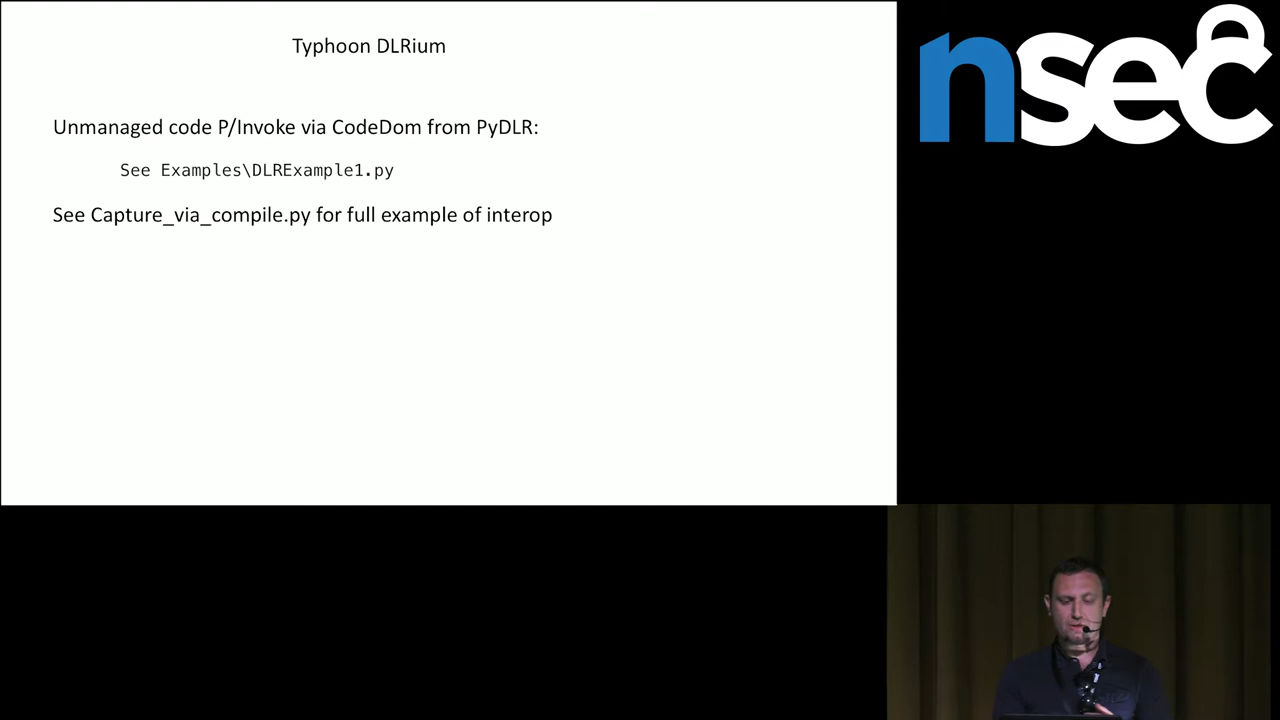 Typhoon DLRium
nsec
Unmanaged code P/Invoke via CodeDom from PyDLR:
See Examples\DLRExample1.py
See Capture_via_compile.py for full example of interop